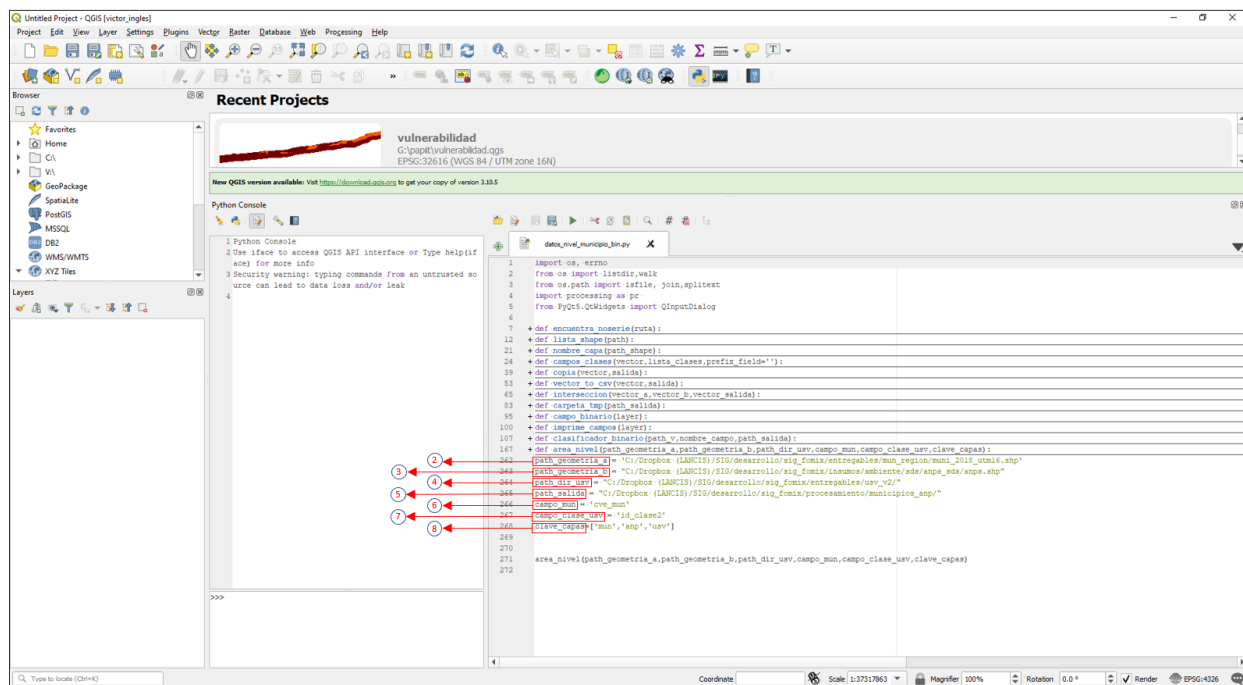 Untitled Project - QGIS [victor_ingles]
Project Edit View Layer Settings Plugins Vector Raster Database Web Processing Help
Browser
Recent Projects
Favorites
Home
C:\
V:\
GeoPackage
SpatiaLite
PostGIS
MSSQL
DB2
WMS/WMTS
XYZ Tiles
vulnerabilidad
G:\papit\vulnerablidad.qgs
EPSG:32616 (WGS 84 / UTM zone 16N)
New QGIS version available: Visit https://download.qgis.org to get your copy of version 3.10.5
Layers
Python Console
1 Python Console
2 Use iface to access QGIS API interface or Type help(if
ace) for more info
3 Security warning: typing commands from an untrusted so
urce can lead to data loss and/or leak
4
>>>
datos_nivel_municipio_bin.py X
1 import os, errno
2 from os import listdir,walk
3 from os.path import isfile, join,splitext
4 import processing as pr
5 from PyQt5.QtWidgets import QInputDialog
6
7 + def encuentra_noserie(ruta):
12 + def lista_shape(path):
21 + def nombre_capa(path_shape):
24 + def campos_clases(vector,lista_clases,prefix_field=''):
39 + def copia(vector,salida):
53 + def vector_to_csv(vector,salida):
65 + def interseccion(vector_a,vector_b,vector_salida):
83 + def carpeta_tmp(path_salida):
95 + def campo_binario(layer):
100 + def imprime_campos(layer):
107 + def clasificador_binario(path_v,nombre_campo,path_salida):
167 + def area_nivel(path_geometria_a,path_geometria_b,path_dir_usv,campo_mun,campo_clase_usv,clave_capas):
2 262 path_geometria_a = 'C:/Dropbox (LANCIS)/SIG/desarrollo/sig_fomix/entregables/mun_region/muni_2018_utm16.shp'
3 263 path_geometria_b = "C:/Dropbox (LANCIS)/SIG/desarrollo/sig_fomix/insumos/ambiente/sds/anps_sds/anps.shp"
4 264 path_dir_usv = "C:/Dropbox (LANCIS)/SIG/desarrollo/sig_fomix/entregables/usv_v2/"
5 265 path_salida = "C:/Dropbox (LANCIS)/SIG/desarrollo/sig_fomix/procesamiento/municipios_anp/"
6 266 campo_mun = 'cve_mun'
7 267 campo_clase_usv = 'id_clase2'
8 268 clave_capas=['mun','anp','usv']
269
270
271 area_nivel(path_geometria_a,path_geometria_b,path_dir_usv,campo_mun,campo_clase_usv,clave_capas)
272
Type to locate (Ctrl+K)
Coordinate Scale 1:37317863 Magnifier 100% Rotation 0.0 ° Render EPSG:4326